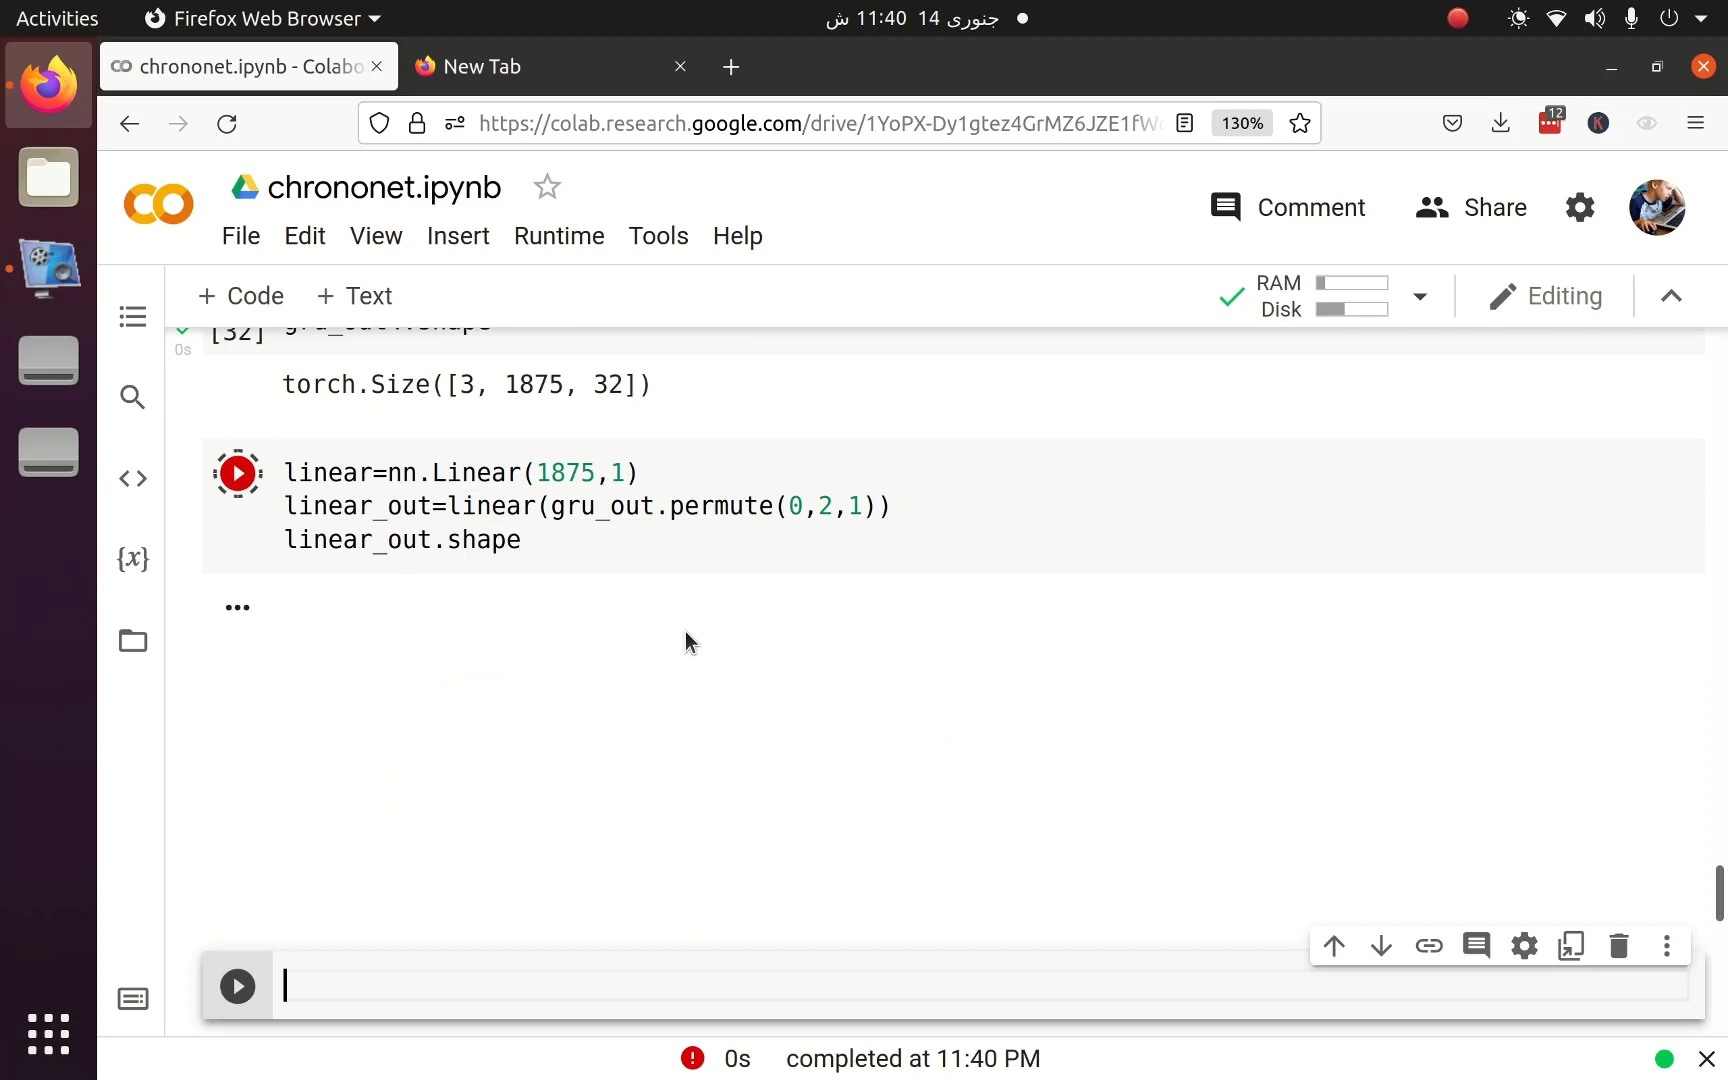 Activities
Firefox Web Browser
ش 11:40 14 جنوری
chrononet.ipynb - Colabo
New Tab
https://colab.research.google.com/drive/1YoPX-Dy1gtez4GrMZ6JZE1fW
130%
12
K
chrononet.ipynb
Comment
Share
File Edit View Insert Runtime Tools Help
+ Code + Text
RAM
Disk
Editing
[32]
0s
torch.Size([3, 1875, 32])
linear=nn.Linear(1875,1)
linear_out=linear(gru_out.permute(0,2,1))
linear_out.shape
{x}
0s completed at 11:40 PM